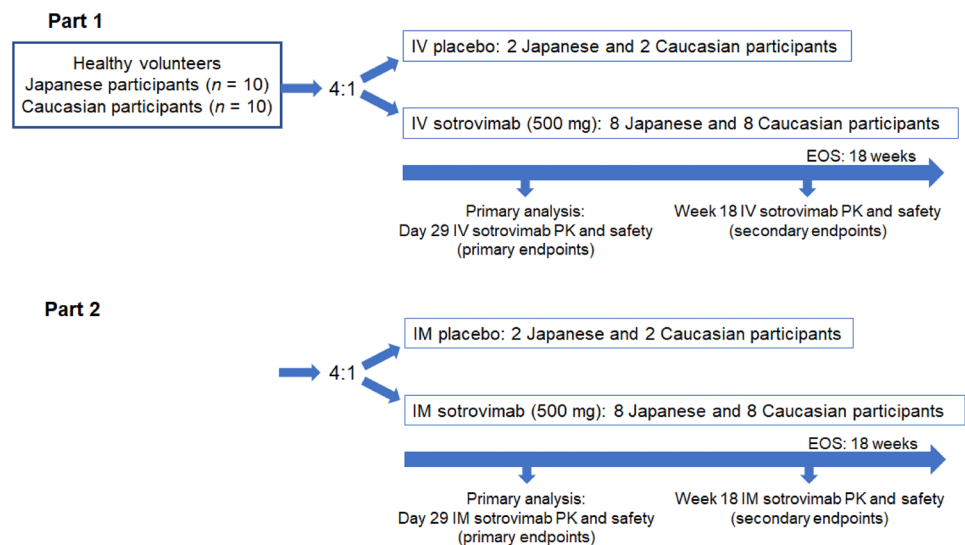 Part 1
Healthy volunteers
Japanese participants (n = 10)
Caucasian participants (n = 10)
4:1
IV placebo: 2 Japanese and 2 Caucasian participants
IV sotrovimab (500 mg): 8 Japanese and 8 Caucasian participants
EOS: 18 weeks
Primary analysis:
Day 29 IV sotrovimab PK and safety
(primary endpoints)
Week 18 IV sotrovimab PK and safety
(secondary endpoints)
Part 2
4:1
IM placebo: 2 Japanese and 2 Caucasian participants
IM sotrovimab (500 mg): 8 Japanese and 8 Caucasian participants
EOS: 18 weeks
Primary analysis:
Day 29 IM sotrovimab PK and safety
(primary endpoints)
Week 18 IM sotrovimab PK and safety
(secondary endpoints)